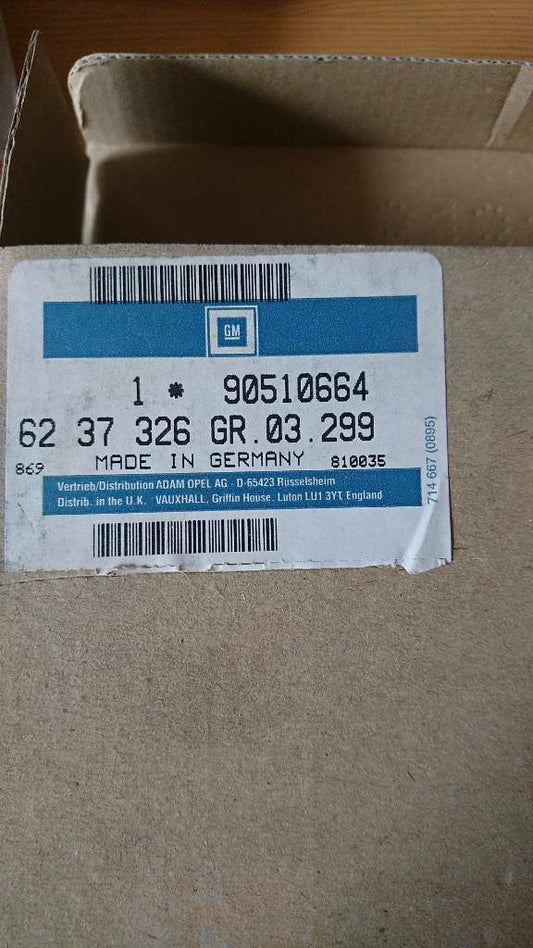 GM
1 * 90510664
62 37 326 GR.03.299
869 MADE IN GERMANY 810035
Vertrieb/Distribution ADAM OPEL AG - D-65423 Rüsselsheim
Distrib. in the U.K. VAUXHALL, Griffin House, Luton LU1 3YT, England
714 667 (0895)